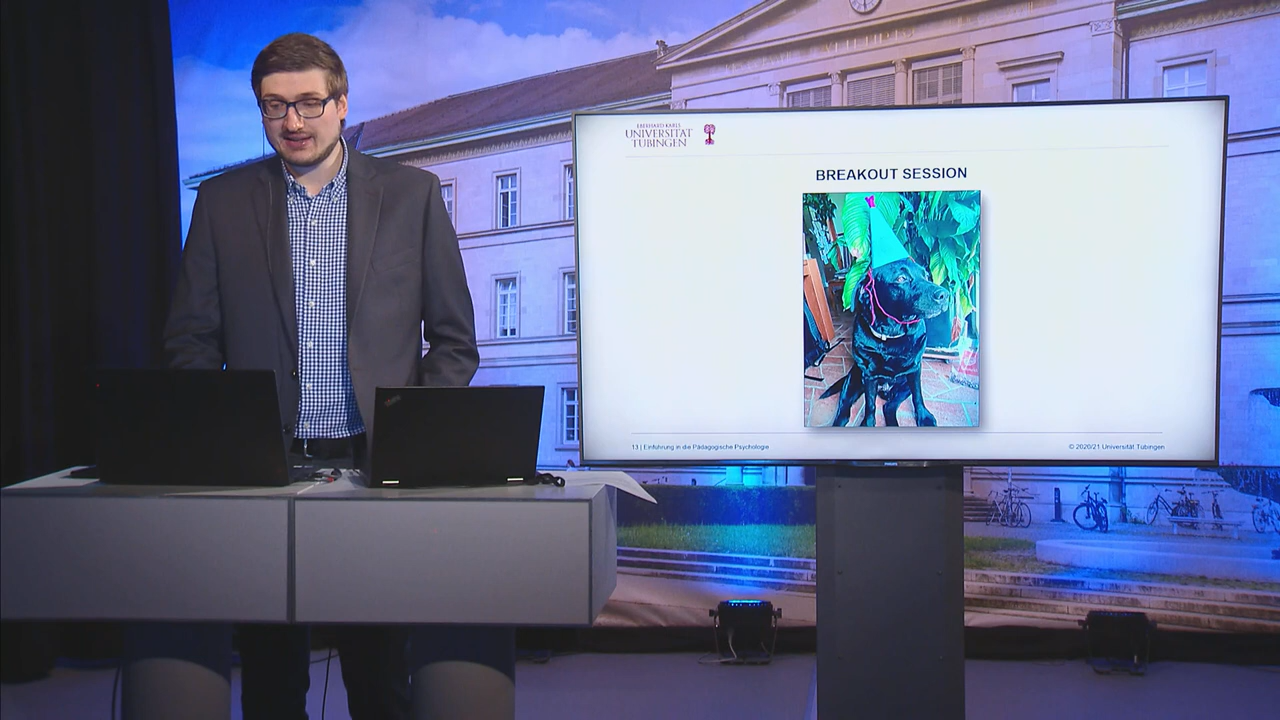 EBERHARD KARLS
UNIVERSITÄT
TÜBINGEN
BREAKOUT SESSION
13 | Einführung in die Pädagogische Psychologie
© 2020/21 Universität Tübingen